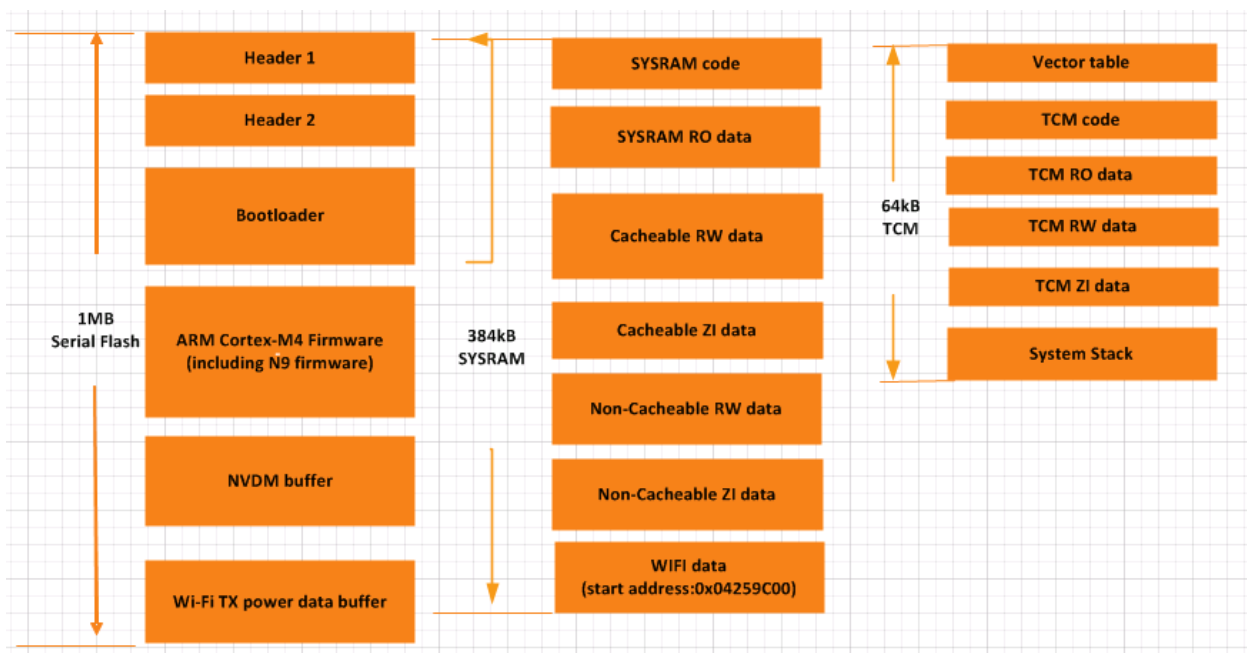 Header 1
Header 2
Bootloader
1MB
Serial Flash
ARM Cortex-M4 Firmware
(including N9 firmware)
NVDM buffer
Wi-Fi TX power data buffer
SYSRAM code
SYSRAM RO data
Cacheable RW data
384kB
SYSRAM
Cacheable ZI data
Non-Cacheable RW data
Non-Cacheable ZI data
WIFI data
(start address:0x04259C00)
Vector table
TCM code
TCM RO data
64kB
TCM
TCM RW data
TCM ZI data
System Stack